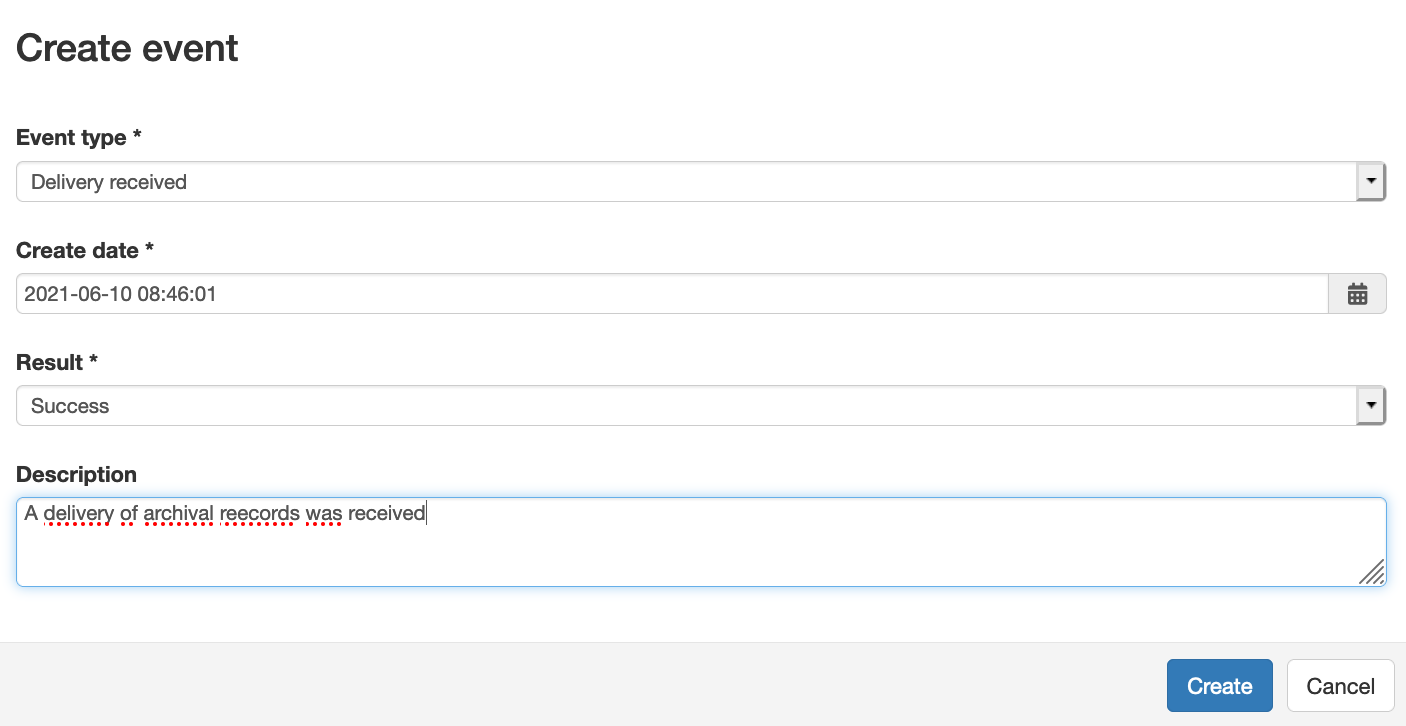 Create event
Event type *
Delivery received
Create date *
2021-06-10 08:46:01
Result *
Success
Description
A delivery of archival reecords was received
Create Cancel